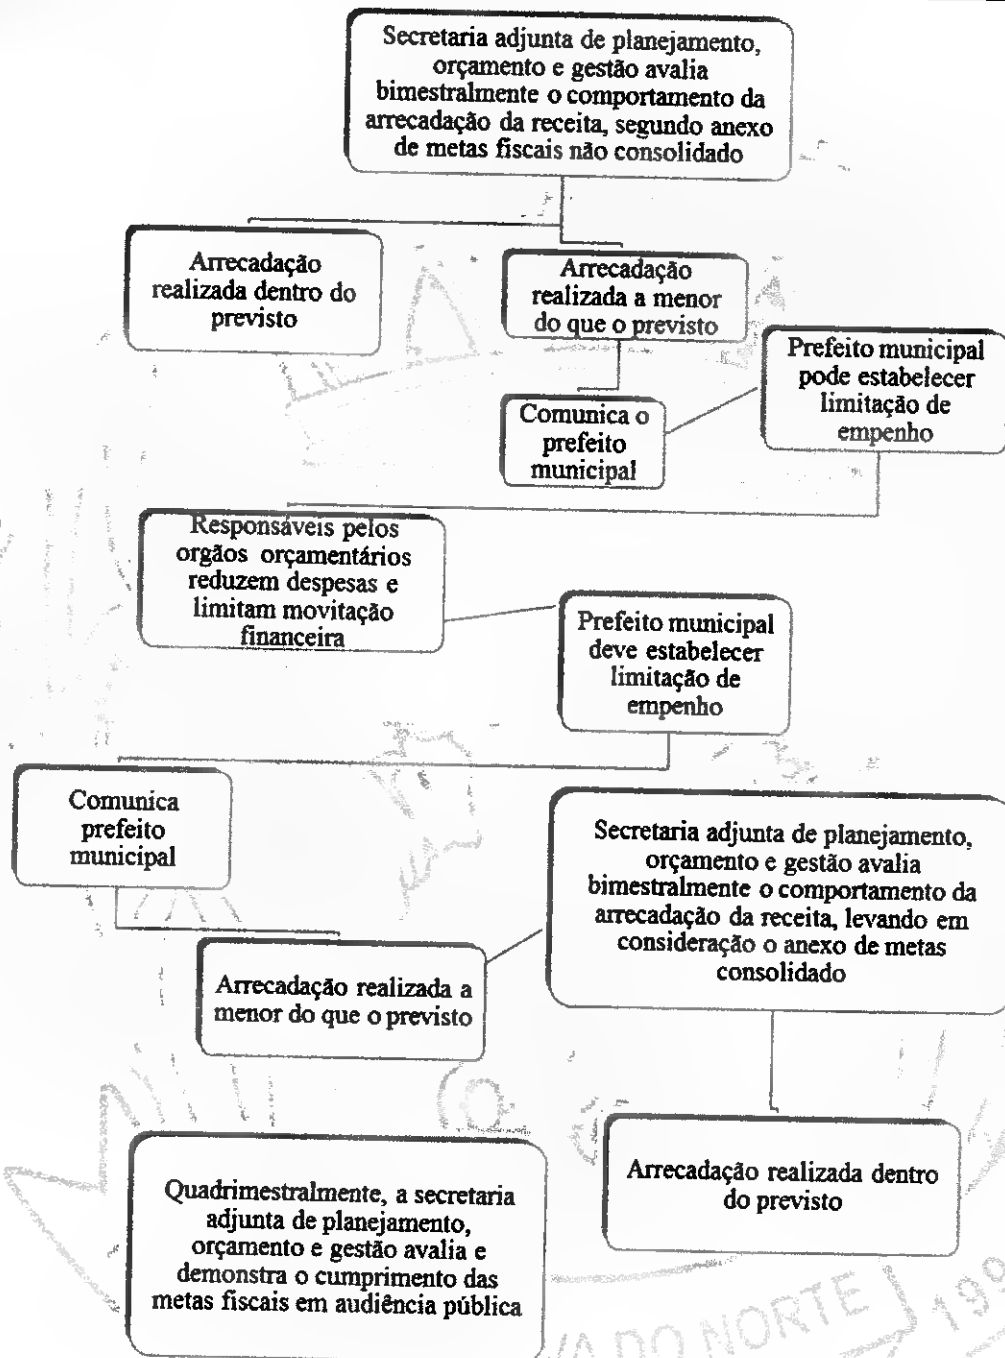 Secretaria adjunta de planejamento,
orçamento e gestão avalia
bimestralmente o comportamento da
arrecadação da receita, segundo anexo
de metas fiscais não consolidado
Arrecadação
realizada dentro do
previsto
Arrecadação
realizada a menor
do que o previsto
Prefeito municipal
pode estabelecer
limitação de
empenho
Comunica o
prefeito
municipal
Responsáveis pelos
orgãos orçamentários
reduzem despesas e
limitam movitação
financeira
Prefeito municipal
deve estabelecer
limitação de
empenho
Comunica
prefeito
municipal
Secretaria adjunta de planejamento,
orçamento e gestão avalia
bimestralmente o comportamento da
arrecadação da receita, levando em
consideração o anexo de metas
consolidado
Arrecadação realizada a
menor do que o previsto
Arrecadação realizada dentro
do previsto
Quadrimestralmente, a secretaria
adjunta de planejamento,
orçamento e gestão avalia e
demonstra o cumprimento das
metas fiscais em audiência pública
DO NORTE